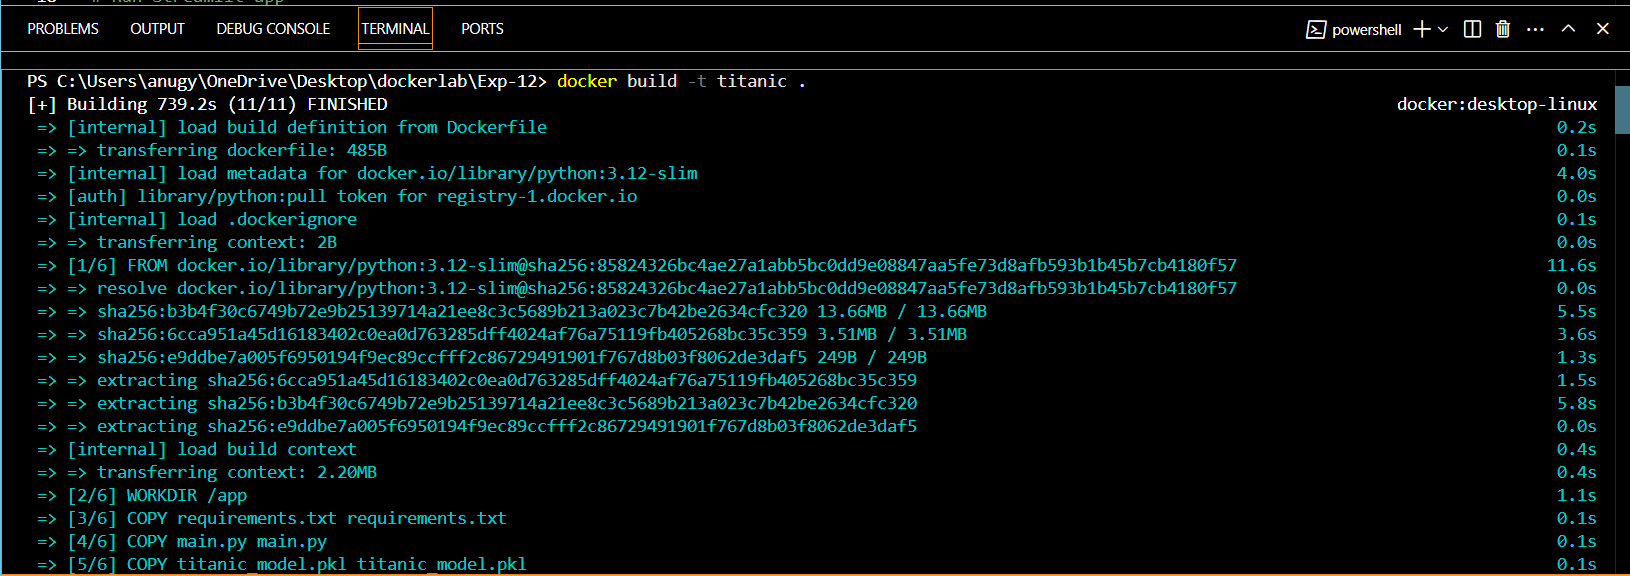 PROBLEMS OUTPUT DEBUG CONSOLE TERMINAL PORTS powershell
PS C:\Users\anugy\OneDrive\Desktop\dockerlab\Exp-12> docker build -t titanic .
[+] Building 739.2s (11/11) FINISHED docker:desktop-linux
=> [internal] load build definition from Dockerfile 0.2s
=> => transferring dockerfile: 485B 0.1s
=> [internal] load metadata for docker.io/library/python:3.12-slim 4.0s
=> [auth] library/python:pull token for registry-1.docker.io 0.0s
=> [internal] load .dockerignore 0.1s
=> => transferring context: 2B 0.0s
=> [1/6] FROM docker.io/library/python:3.12-slim@sha256:85824326bc4ae27a1abb5bc0dd9e08847aa5fe73d8afb593b1b45b7cb4180f57 11.6s
=> => resolve docker.io/library/python:3.12-slim@sha256:85824326bc4ae27a1abb5bc0dd9e08847aa5fe73d8afb593b1b45b7cb4180f57 0.0s
=> => sha256:b3b4f30c6749b72e9b25139714a21ee8c3c5689b213a023c7b42be2634cfc320 13.66MB / 13.66MB 5.5s
=> => sha256:6cca951a45d16183402c0ea0d763285dff4024af76a75119fb405268bc35c359 3.51MB / 3.51MB 3.6s
=> => sha256:e9ddbe7a005f6950194f9ec89ccfff2c86729491901f767d8b03f8062de3daf5 249B / 249B 1.3s
=> => extracting sha256:6cca951a45d16183402c0ea0d763285dff4024af76a75119fb405268bc35c359 1.5s
=> => extracting sha256:b3b4f30c6749b72e9b25139714a21ee8c3c5689b213a023c7b42be2634cfc320 5.8s
=> => extracting sha256:e9ddbe7a005f6950194f9ec89ccfff2c86729491901f767d8b03f8062de3daf5 0.0s
=> [internal] load build context 0.4s
=> => transferring context: 2.20MB 0.4s
=> [2/6] WORKDIR /app 1.1s
=> [3/6] COPY requirements.txt requirements.txt 0.1s
=> [4/6] COPY main.py main.py 0.1s
=> [5/6] COPY titanic_model.pkl titanic_model.pkl 0.1s